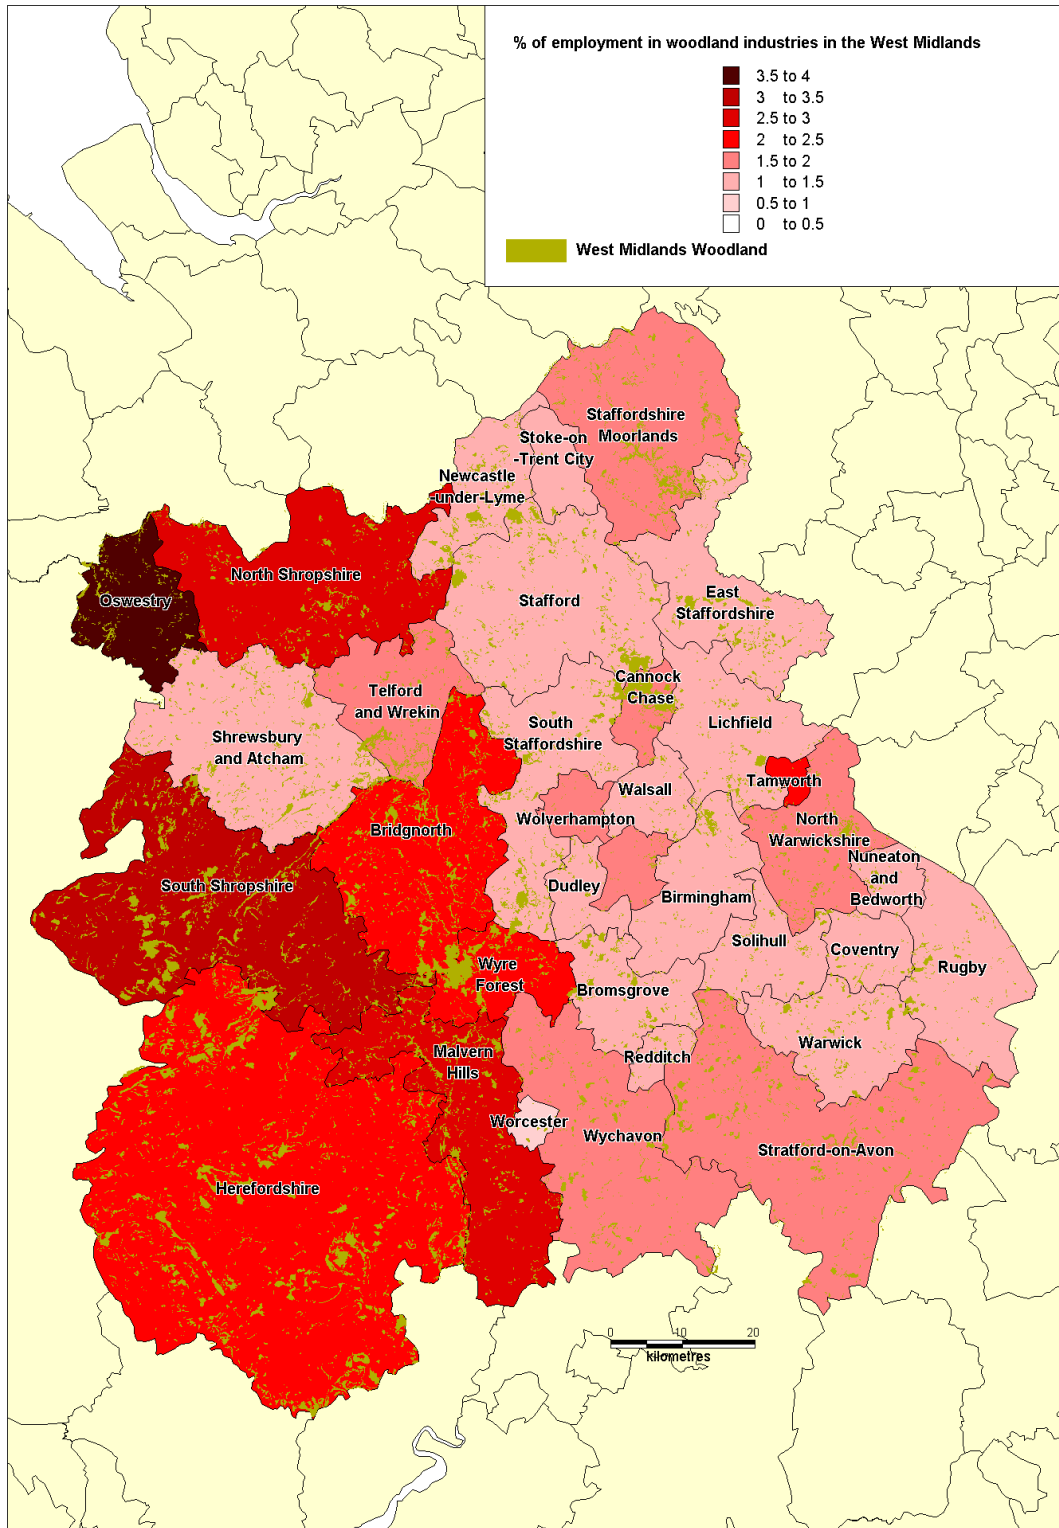 % of employment in woodland industries in the West Midlands
3.5 to 4
3 to 3.5
2.5 to 3
2 to 2.5
1.5 to 2
1 to 1.5
0.5 to 1
0 to 0.5
West Midlands Woodland
Staffordshire
Moorlands
Stoke-on
-Trent City
Newcastle
-under-Lyme
North Shropshire
Oswestry
Stafford
East
Staffordshire
Cannock
Chase
Telford
and Wrekin
Lichfield
South
Staffordshire
Shrewsbury
and Atcham
Tamworth
Walsall
Wolverhampton
North
Warwickshire
Bridgnorth
Nuneaton
and
Bedworth
South Shropshire
Dudley
Birmingham
Solihull
Coventry
Rugby
Wyre
Forest
Bromsgrove
Warwick
Malvern
Hills
Redditch
Worcester
Wychavon
Stratford-on-Avon
Herefordshire
0 10 20
kilometres